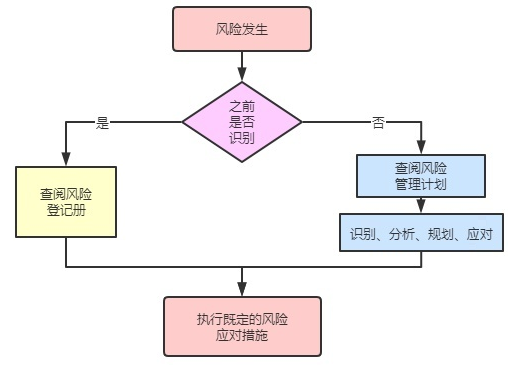 风险发生
之前
是否
识别
是
否
查阅风险
登记册
查阅风险
管理计划
识别、分析、规划、应对
执行既定的风险
应对措施